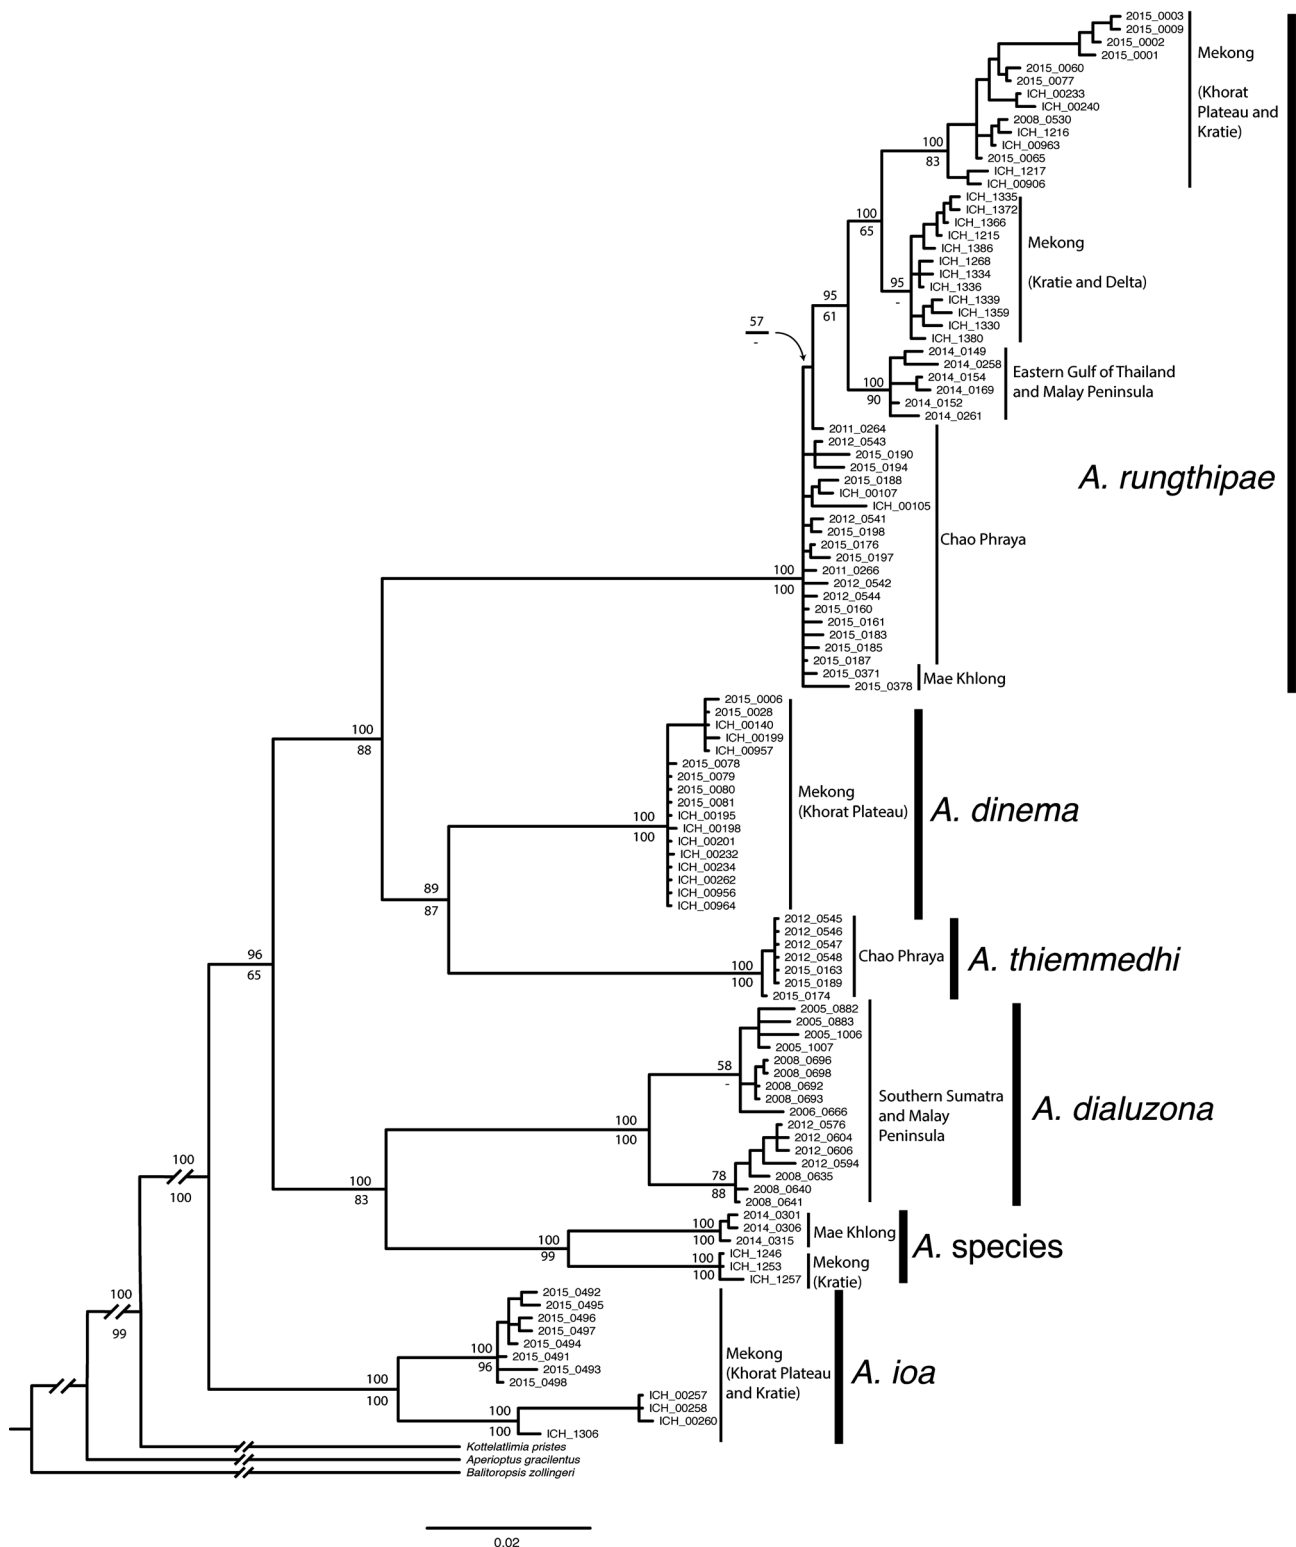 2015_0003
2015_0009
2015_0002
2015_0001
Mekong
2015_0060
2015_0077
ICH_00233
ICH_00240
(Khorat
Plateau and
Kratie)
2008_0530
ICH_1216
ICH_00963
2015_0065
100
83
ICH_1217
ICH_00906
ICH_1335
ICH_1372
ICH_1366
ICH_1215
ICH_1386
100
65
Mekong
ICH_1268
ICH_1334
ICH_1336
(Kratie and Delta)
95
-
ICH_1339
ICH_1359
ICH_1330
ICH_1380
95
61
57
-
2014_0149
2014_0258
2014_0154
2014_0169
2014_0152
2014_0261
100
90
Eastern Gulf of Thailand
and Malay Peninsula
2011_0264
2012_0543
2015_0190
2015_0194
2015_0188
ICH_00107
ICH_00105
A. rungthipae
2012_0541
2015_0198
2015_0176
2015_0197
Chao Phraya
2011_0266
2012_0542
2012_0544
100
100
2015_0160
2015_0161
2015_0183
2015_0185
2015_0187
2015_0371
2015_0378
Mae Khlong
2015_0006
2015_0028
ICH_00140
ICH_00199
ICH_00957
100
88
2015_0078
2015_0079
2015_0080
2015_0081
Mekong
(Khorat Plateau)
A. dinema
ICH_00195
ICH_00198
ICH_00201
100
100
ICH_00232
ICH_00234
ICH_00262
ICH_00956
ICH_00964
89
87
2012_0545
2012_0546
2012_0547
2012_0548
2015_0163
2015_0189
2015_0174
100
100
Chao Phraya
A. thiemmedhi
96
65
2005_0882
2005_0883
2005_1006
2005_1007
2008_0696
2008_0698
2008_0692
2008_0693
2006_0666
58
-
Southern Sumatra
and Malay
Peninsula
A. dialuzona
100
100
2012_0576
2012_0604
2012_0606
2012_0594
2008_0635
2008_0640
2008_0641
78
88
100
100
100
83
2014_0301
2014_0306
2014_0315
100
100
Mae Khlong
A. species
100
99
ICH_1246
ICH_1253
ICH_1257
100
100
Mekong
(Kratie)
100
99
2015_0492
2015_0495
2015_0496
2015_0497
2015_0494
2015_0491
2015_0493
2015_0498
100
96
Mekong
(Khorat Plateau
and Kratie)
A. ioa
100
100
ICH_00257
ICH_00258
ICH_00260
100
100
ICH_1306
Kottelatlimia pristes
Aperioptus gracilentus
Balitoropsis zollingeri
0.02